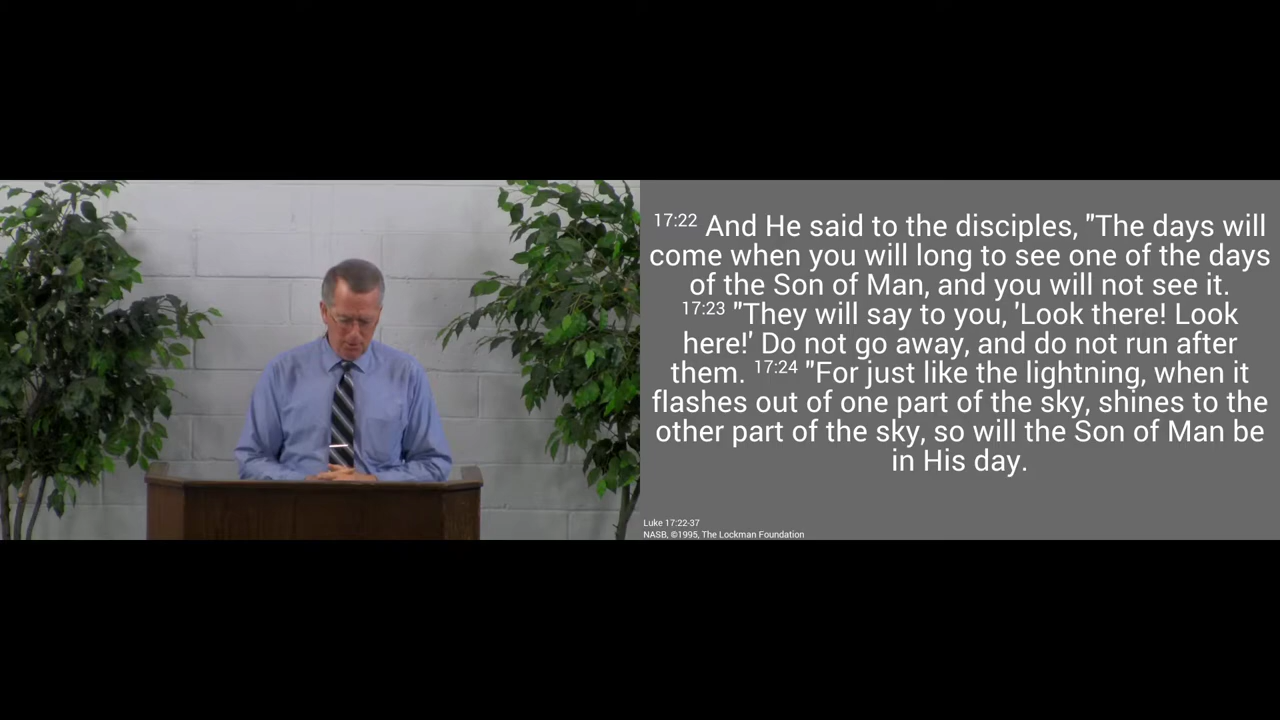 17:22 And He said to the disciples, "The days will
come when you will long to see one of the days
of the Son of Man, and you will not see it.
17:23 "They will say to you, 'Look there! Look
here!' Do not go away, and do not run after
them. 17:24 "For just like the lightning, when it
flashes out of one part of the sky, shines to the
other part of the sky, so will the Son of Man be
in His day.
Luke 17:22-37
NASB, ©1995, The Lockman Foundation